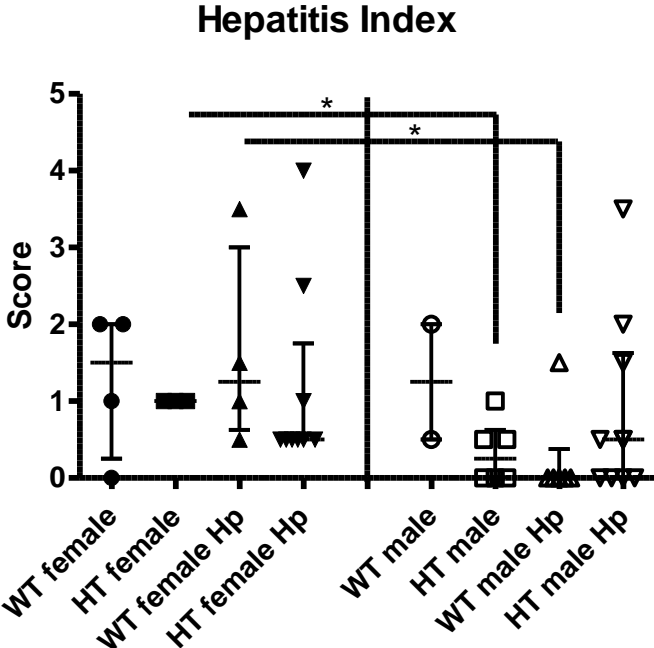 Hepatitis Index
5
4
3
2
1
0
Score
*
*
WT female
HT female
WT female Hp
HT female Hp
WT male
HT male
WT male Hp
HT male Hp